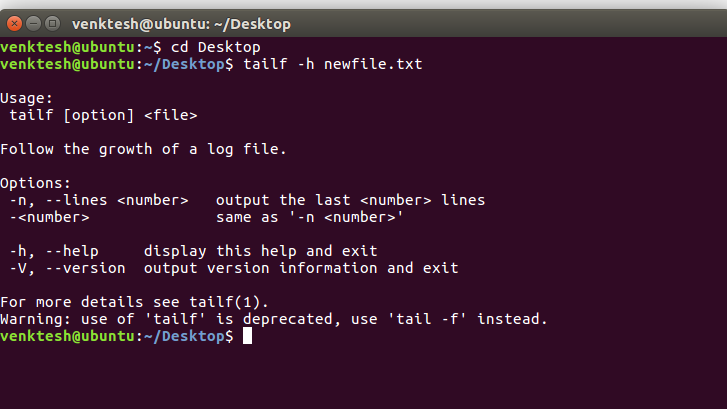 venktesh@ubuntu: ~/Desktop
venktesh@ubuntu:~$ cd Desktop
venktesh@ubuntu:~/Desktop$ tailf -h newfile.txt
Usage:
 tailf [option] <file>
Follow the growth of a log file.
Options:
 -n, --lines <number>   output the last <number> lines
 -<number>              same as '-n <number>'
 -h, --help     display this help and exit
 -V, --version  output version information and exit
For more details see tailf(1).
Warning: use of 'tailf' is deprecated, use 'tail -f' instead.
venktesh@ubuntu:~/Desktop$